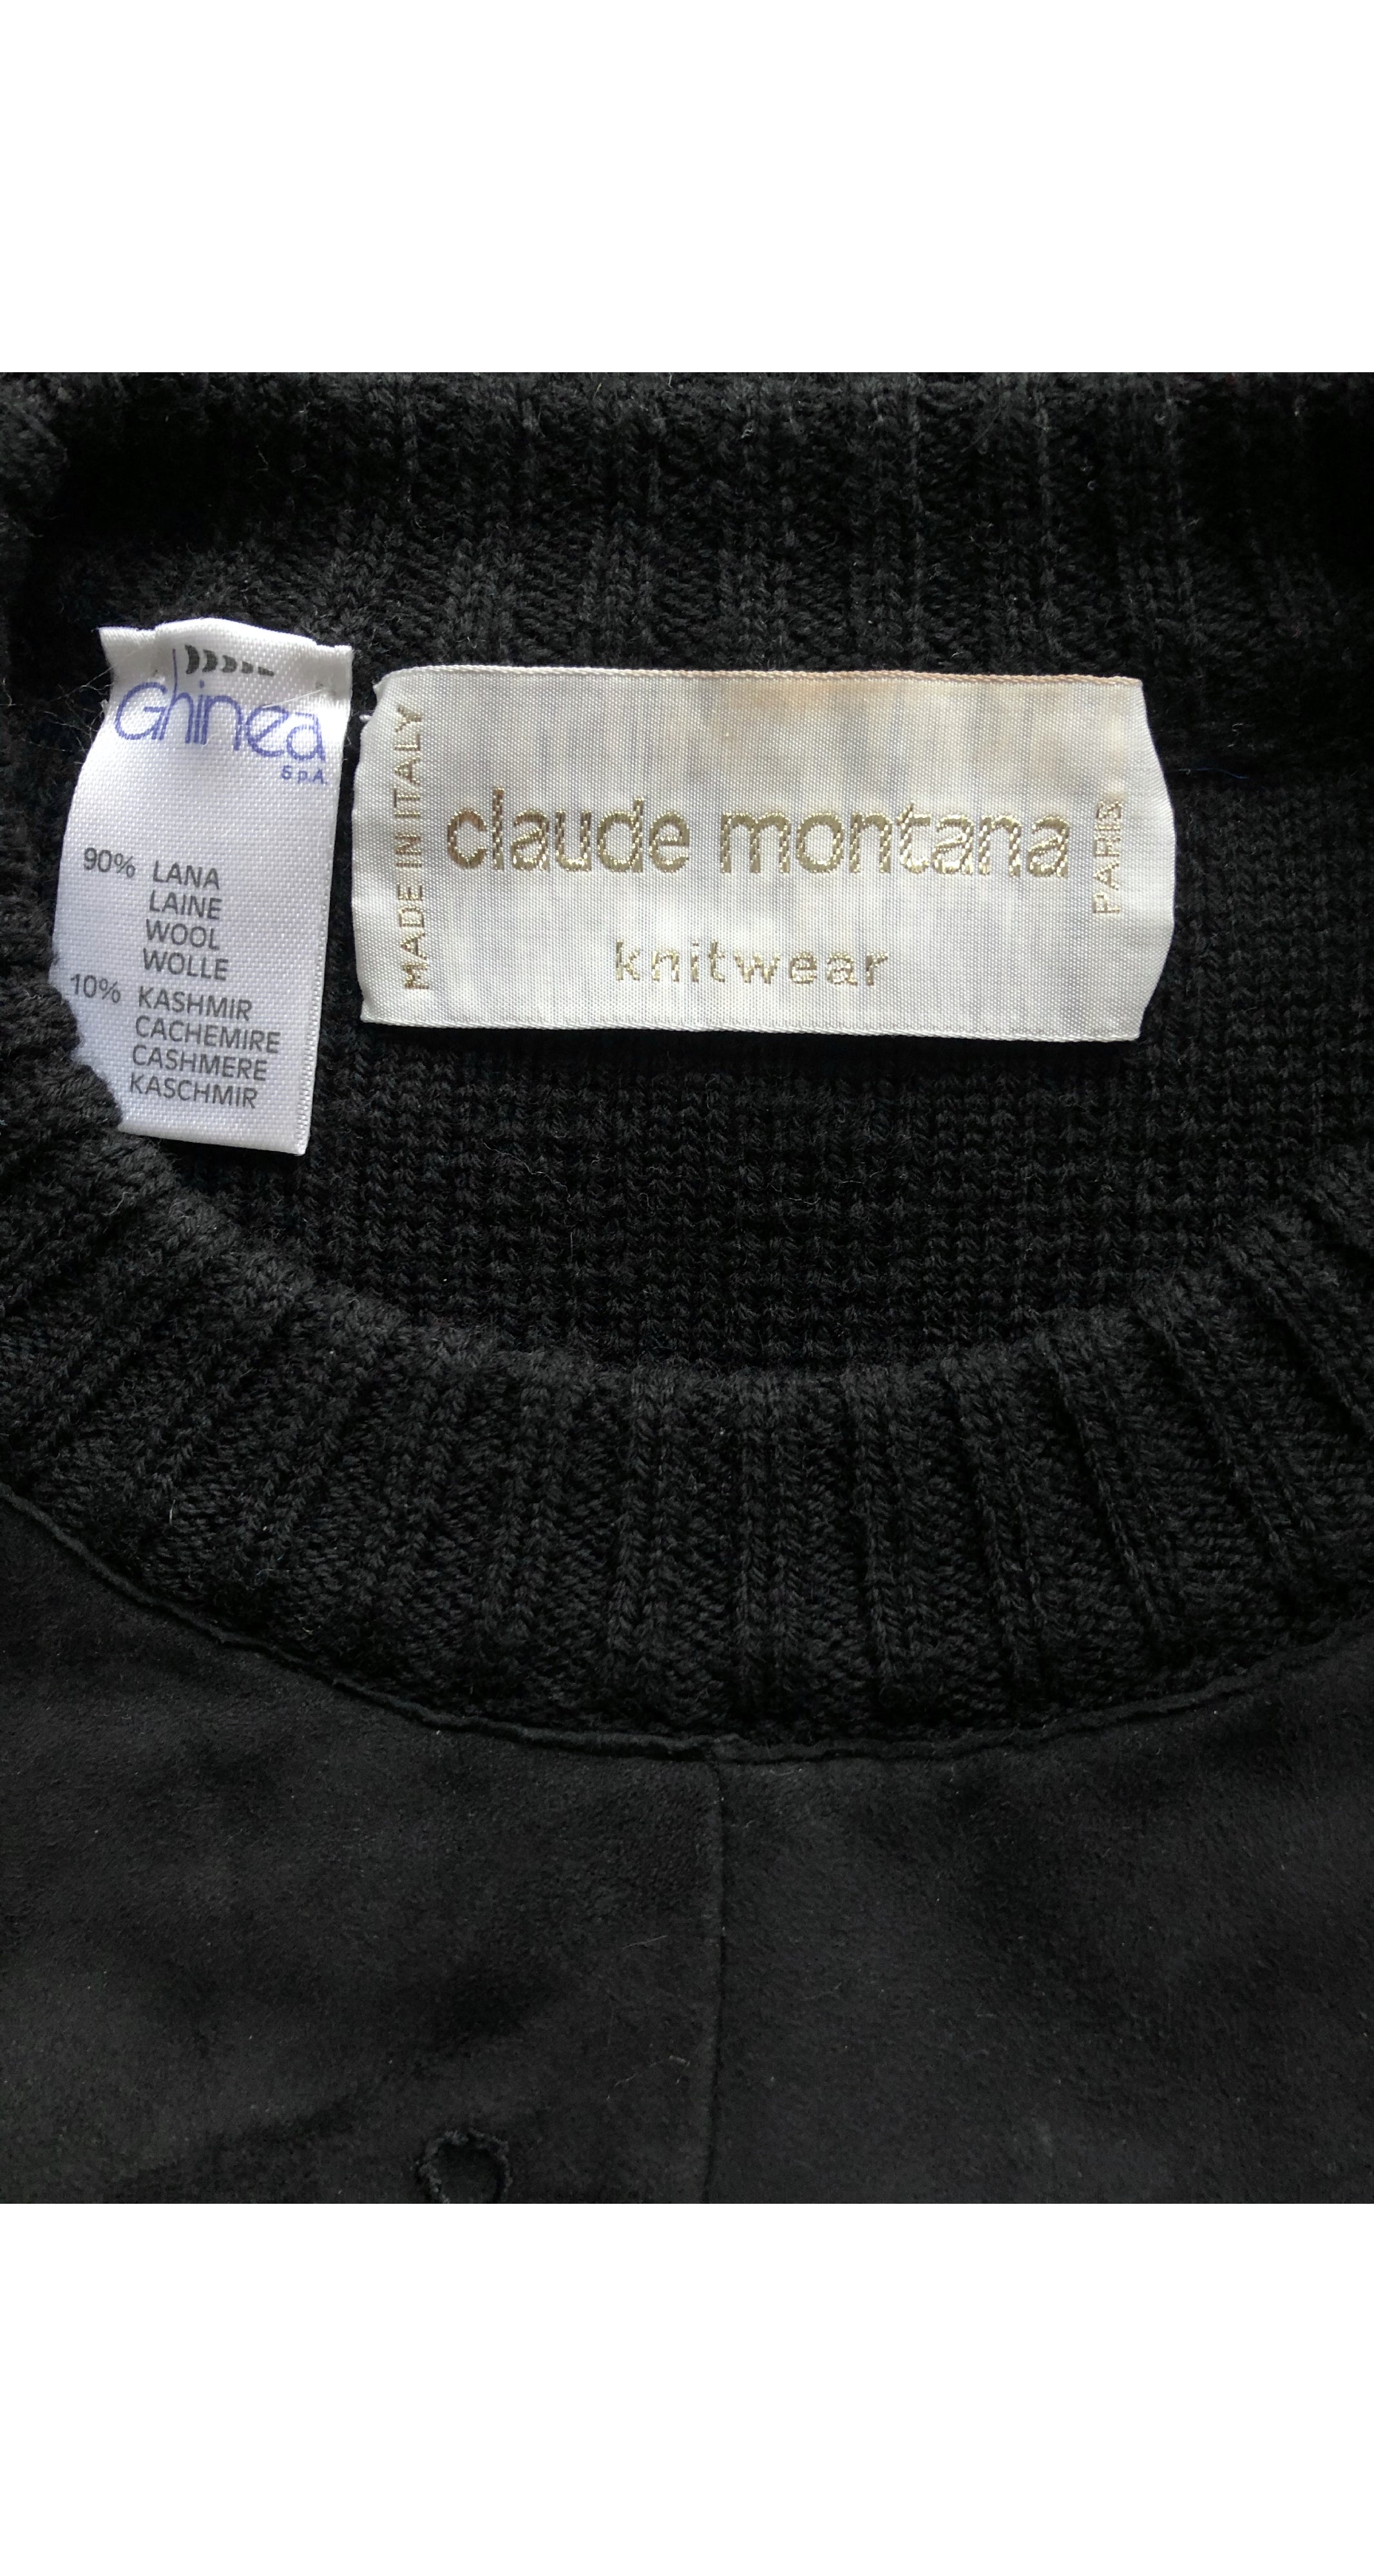 Ghinea
S.p.A.
90% LANA
LAINE
WOOL
WOLLE
10% KASHMIR
CACHEMIRE
CASHMERE
KASCHMIR
MADE IN ITALY
claude montana
knitwear
PARIS